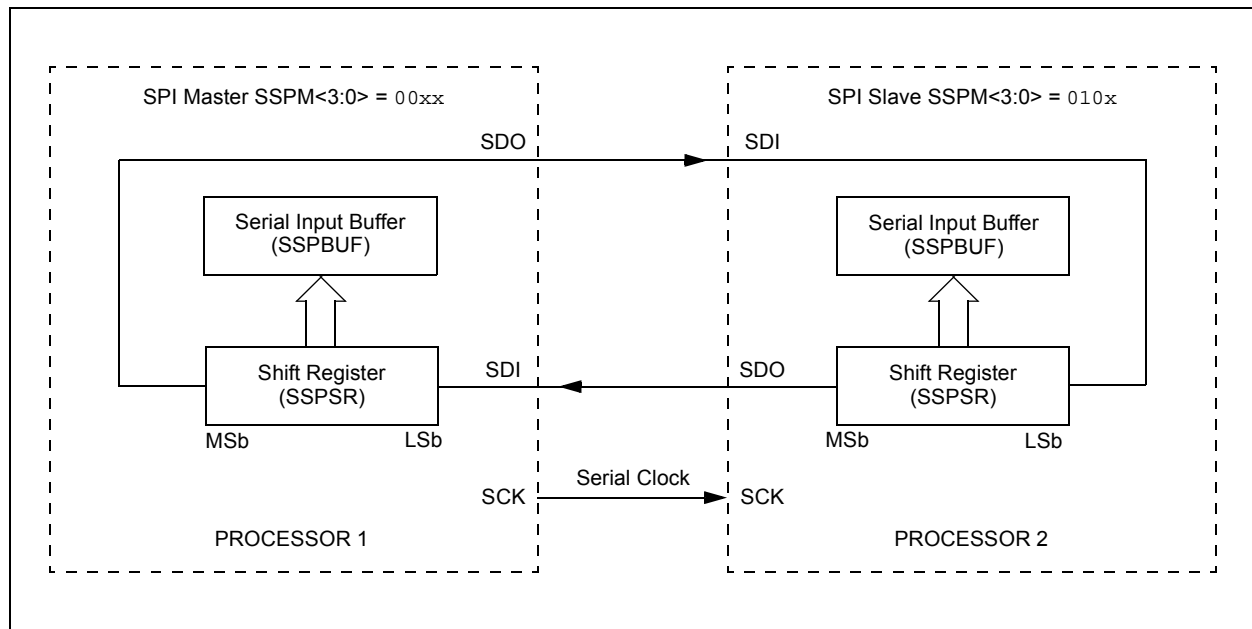 SPI Master SSPM<3:0> = 00xx
SDO
Serial Input Buffer
(SSPBUF)
Shift Register
(SSPSR)
MSb
LSb
SDI
SCK
PROCESSOR 1
Serial Clock
SPI Slave SSPM<3:0> = 010x
SDI
Serial Input Buffer
(SSPBUF)
SDO
Shift Register
(SSPSR)
MSb
LSb
SCK
PROCESSOR 2